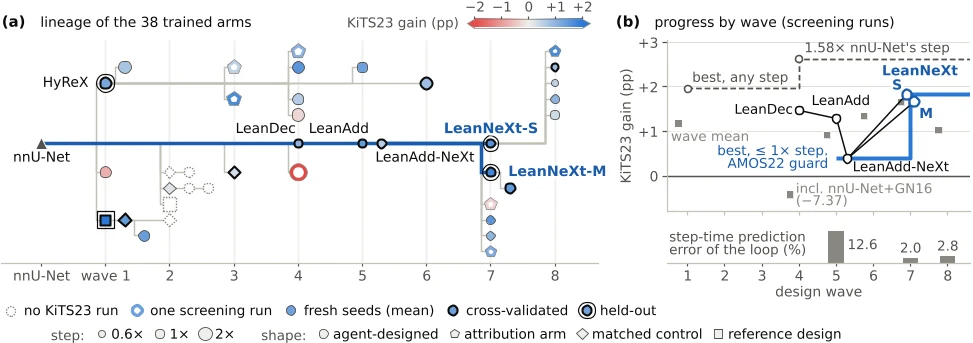 (a) lineage of the 38 trained arms
KiTS23 gain (pp)
−2 −1 +1 +2
HyReX
LeanDec LeanAdd LeanNeXt-S
nnU-Net
LeanAdd-NeXt
LeanNeXt-M
nnU-Net wave 1 2 3 4 5 6 7 8
(b) progress by wave (screening runs)
KiTS23 gain (pp)
+3
+2
+1
0
1.58× nnU-Net's step
best, any step
LeanNeXt
S
M
LeanDec LeanAdd
wave mean
best, ≤ 1× step,
AMOS22 guard
LeanAdd-NeXt
incl. nnU-Net+GN16
(−7.37)
step-time prediction
error of the loop (%)
12.6 2.0 2.8
1 2 3 4 5 6 7 8
design wave
no KiTS23 run one screening run fresh seeds (mean) cross-validated held-out
step: 0.6× 1× 2× shape: agent-designed attribution arm matched control reference design